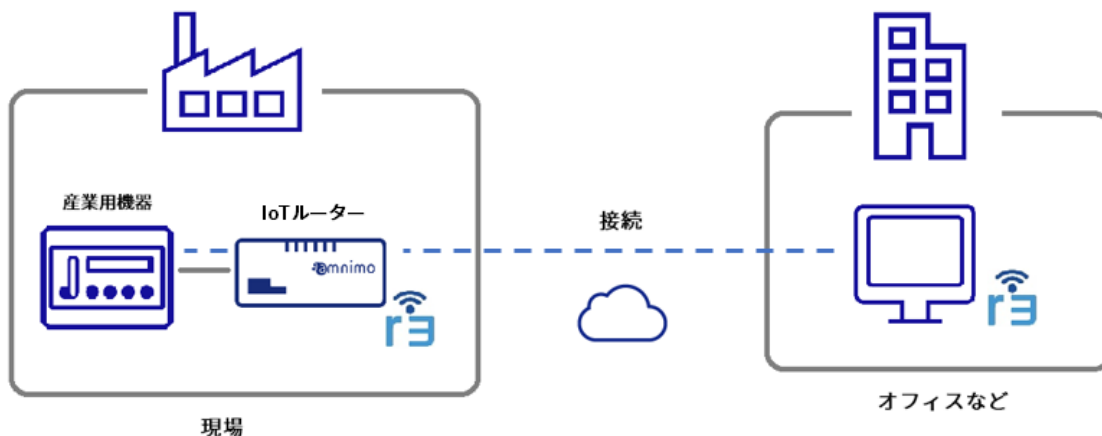 産業用機器
IoTルーター
amnimo
r3
接続
r3
現場
オフィスなど